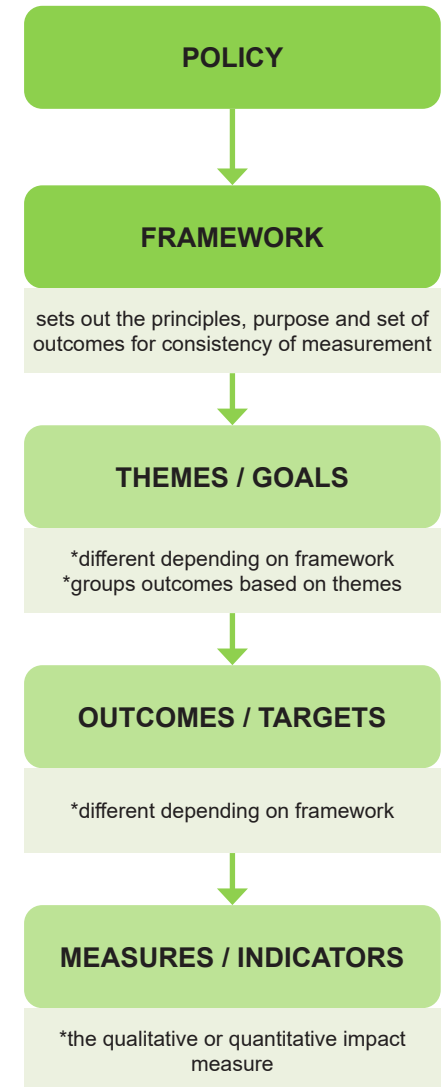 POLICY
FRAMEWORK
sets out the principles, purpose and set of
outcomes for consistency of measurement
THEMES / GOALS
*different depending on framework
*groups outcomes based on themes
OUTCOMES / TARGETS
*different depending on framework
MEASURES / INDICATORS
*the qualitative or quantitative impact
measure